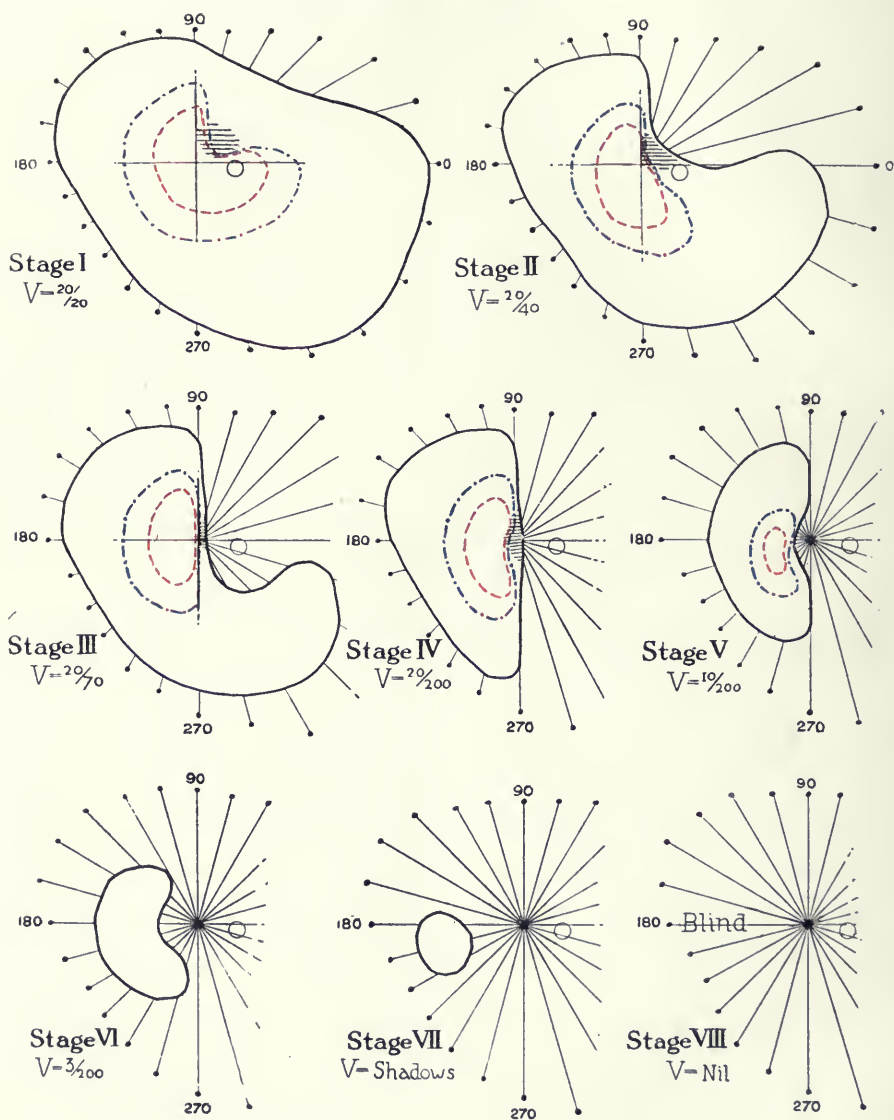 90
180
0
Stage I
V=20/20
270
90
180
0
Stage II
V=20/40
270
90
180
Stage III
V=20/70
270
90
180
Stage IV
V=20/200
270
90
180
Stage V
V=10/200
270
90
180
Stage VI
V=3/200
270
90
180
Stage VII
V=Shadows
270
90
180
Blind
Stage VIII
V=Nil
270